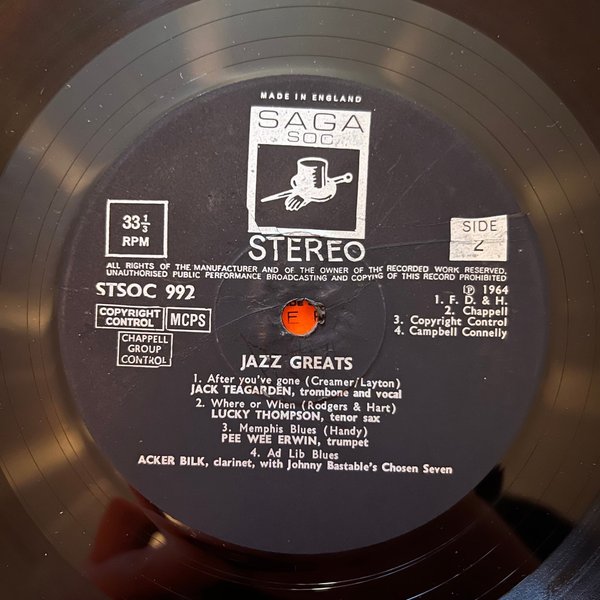 MADE IN ENGLAND
SAGA
SOC
STEREO
33 1/3
RPM
SIDE
2
ALL RIGHTS OF THE MANUFACTURER AND OF THE OWNER OF THE RECORDED WORK RESERVED.
UNAUTHORISED PUBLIC PERFORMANCE BROADCASTING AND COPYING OF THIS RECORD PROHIBITED
STSOC 992
COPYRIGHT
CONTROL
MCPS
CHAPPELL
GROUP
CONTROL
E
Ⓟ 1964
1. F. D. & H.
2. Chappell
3. Copyright Control
4. Campbell Connelly
JAZZ GREATS
1. After you've gone (Creamer/Layton)
JACK TEAGARDEN, trombone and vocal
2. Where or When (Rodgers & Hart)
LUCKY THOMPSON, tenor sax
3. Memphis Blues (Handy)
PEE WEE ERWIN, trumpet
4. Ad Lib Blues
ACKER BILK, clarinet, with Johnny Bastable's Chosen Seven